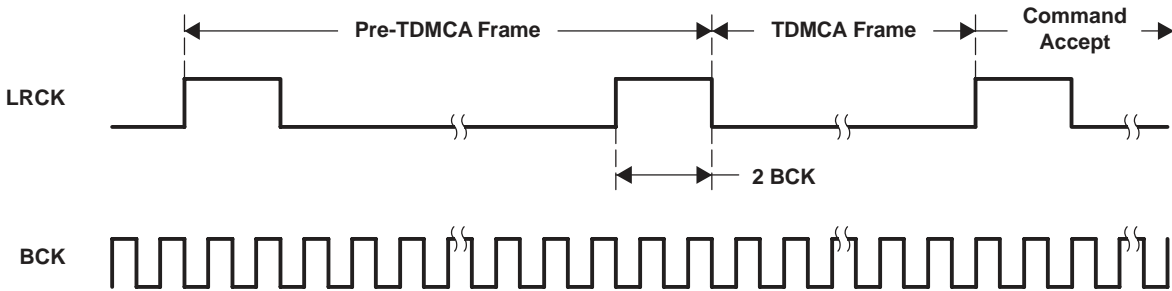 Pre-TDMCA Frame
TDMCA Frame
Command
Accept
LRCK
2 BCK
BCK